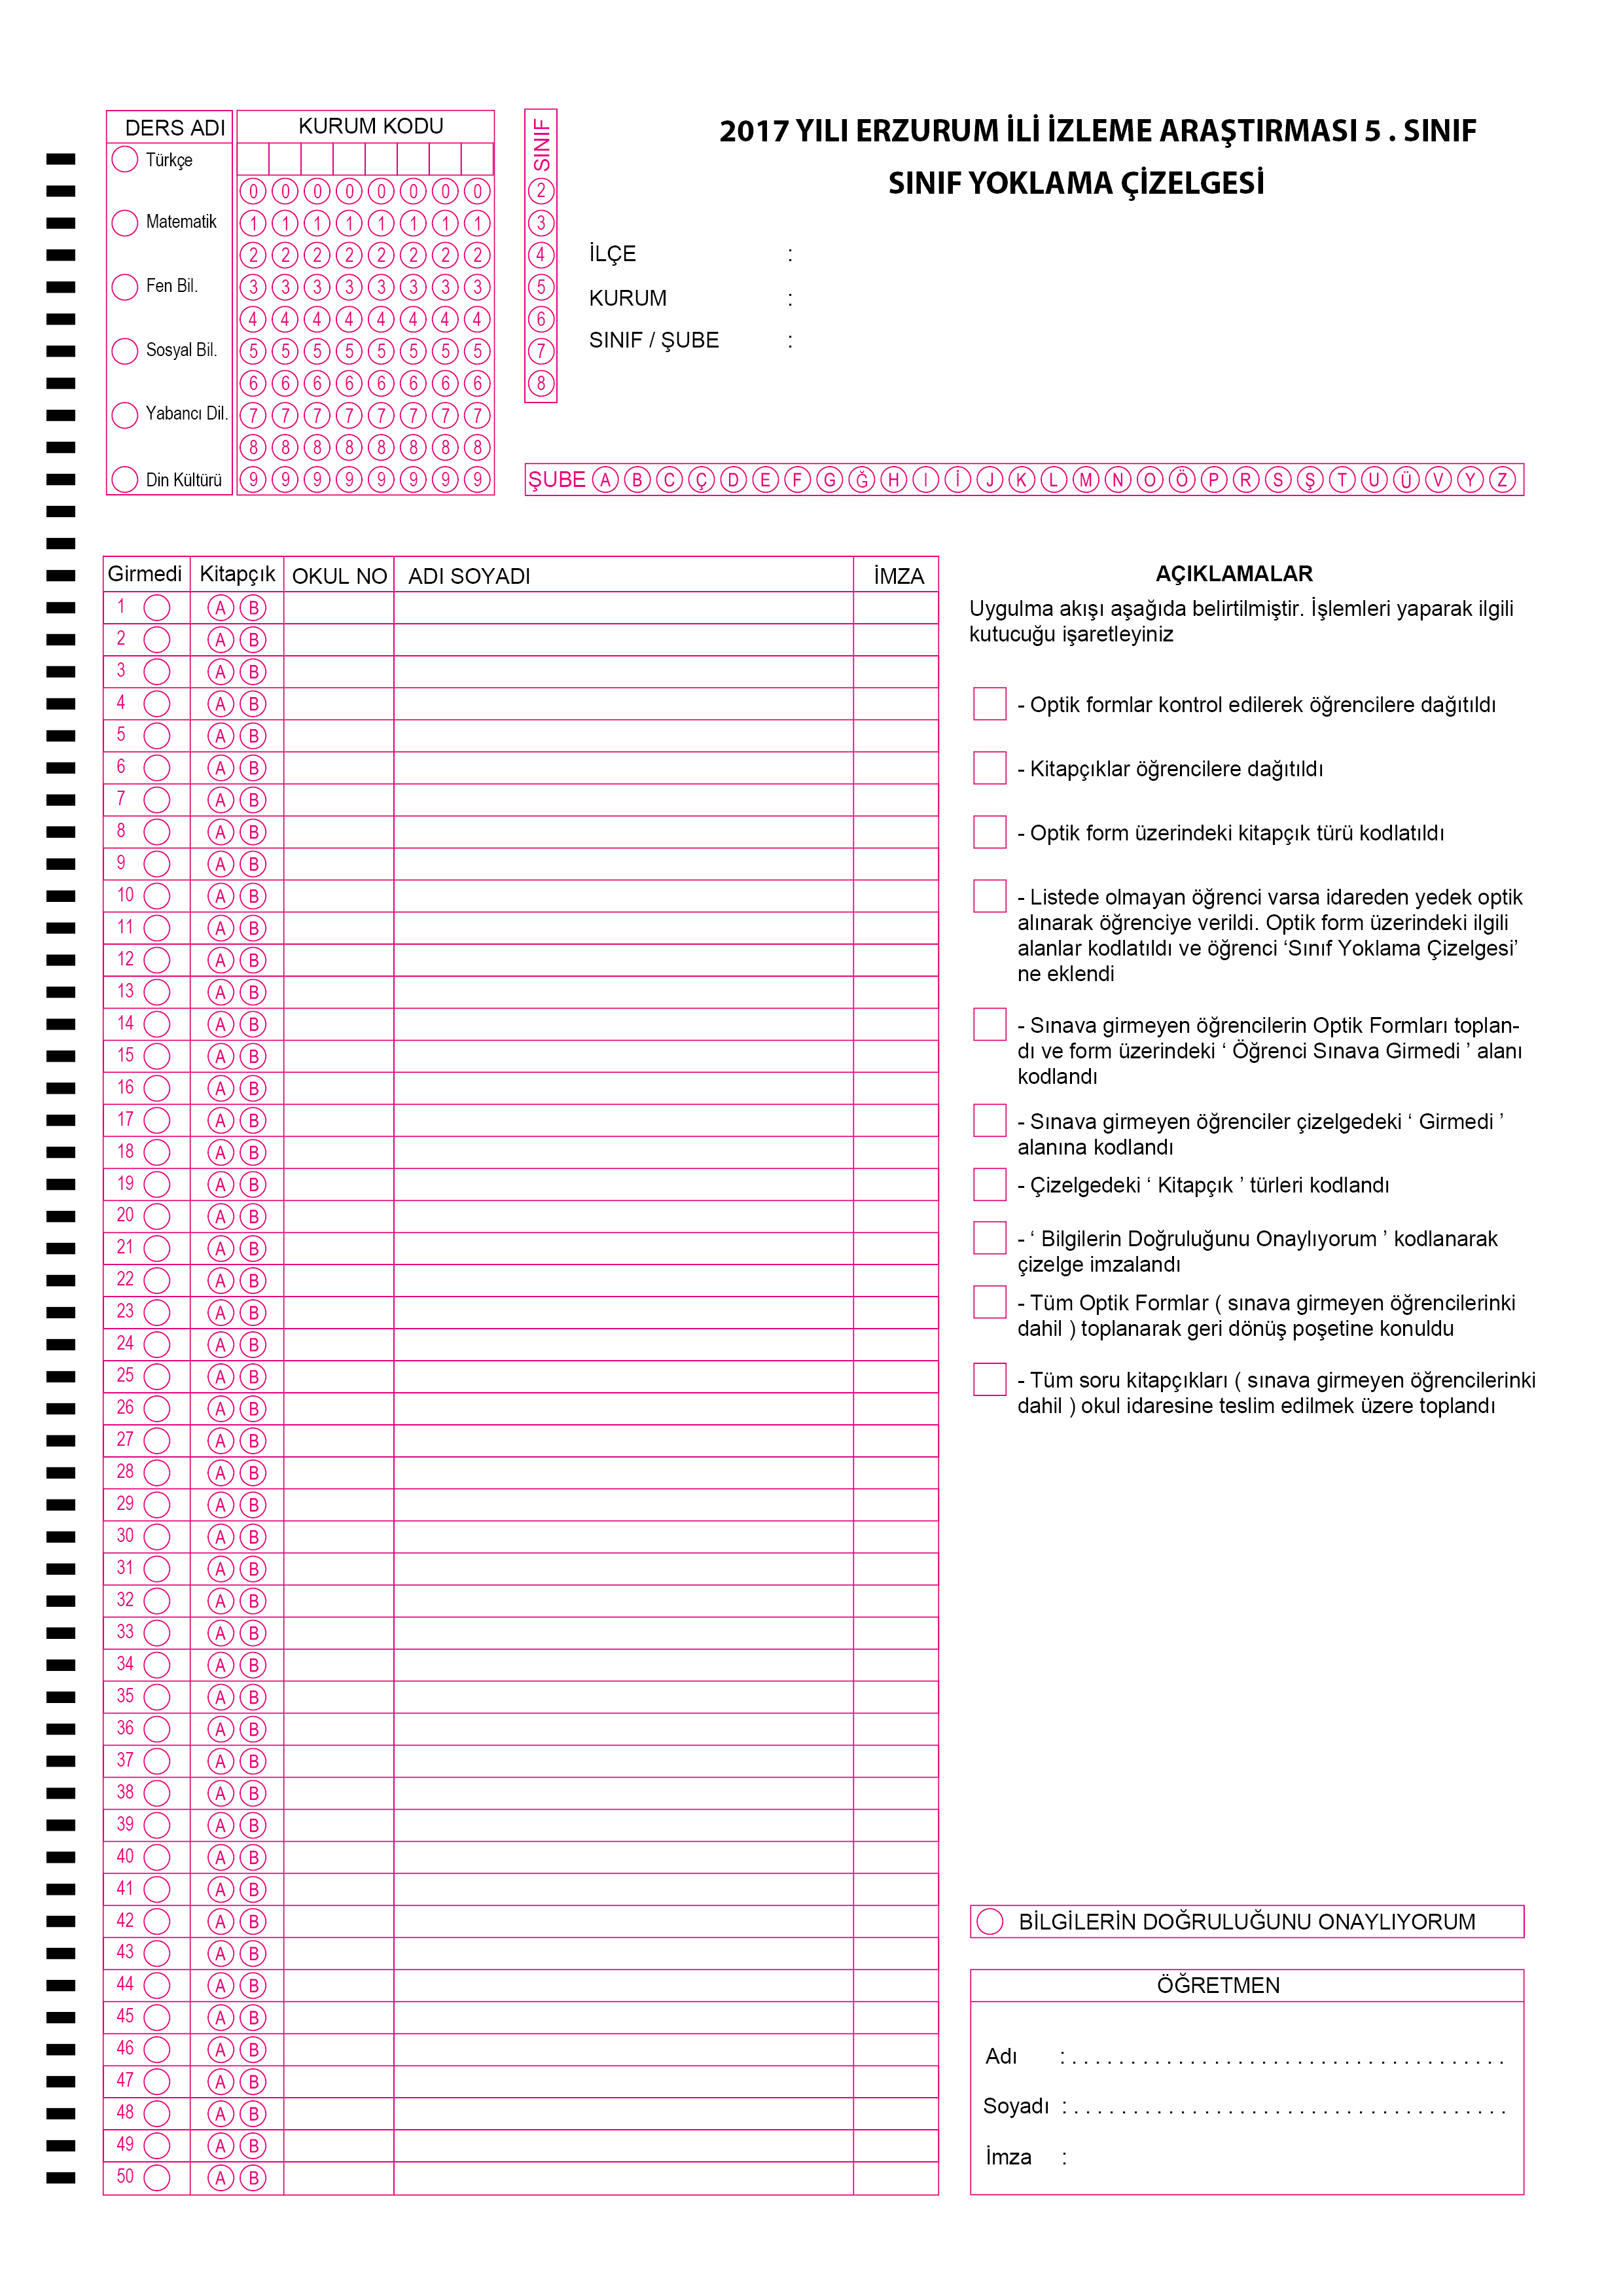 2017 YILI ERZURUM İLİ İZLEME ARAŞTIRMASI 5 . SINIF
SINIF YOKLAMA ÇİZELGESİ
DERS ADI
Türkçe
Matematik
Fen Bil.
Sosyal Bil.
Yabancı Dil.
Din Kültürü
KURUM KODU
0 0 0 0 0 0 0 0
1 1 1 1 1 1 1 1
2 2 2 2 2 2 2 2
3 3 3 3 3 3 3 3
4 4 4 4 4 4 4 4
5 5 5 5 5 5 5 5
6 6 6 6 6 6 6 6
7 7 7 7 7 7 7 7
8 8 8 8 8 8 8 8
9 9 9 9 9 9 9 9
SINIF
2
3
4
5
6
7
8
İLÇE :
KURUM :
SINIF / ŞUBE :
ŞUBE A B C Ç D E F G Ğ H I İ J K L M N O Ö P R S Ş T U Ü V Y Z
Girmedi Kitapçık OKUL NO ADI SOYADI İMZA
1 A B
2 A B
3 A B
4 A B
5 A B
6 A B
7 A B
8 A B
9 A B
10 A B
11 A B
12 A B
13 A B
14 A B
15 A B
16 A B
17 A B
18 A B
19 A B
20 A B
21 A B
22 A B
23 A B
24 A B
25 A B
26 A B
27 A B
28 A B
29 A B
30 A B
31 A B
32 A B
33 A B
34 A B
35 A B
36 A B
37 A B
38 A B
39 A B
40 A B
41 A B
42 A B
43 A B
44 A B
45 A B
46 A B
47 A B
48 A B
49 A B
50 A B
AÇIKLAMALAR
Uygulma akışı aşağıda belirtilmiştir. İşlemleri yaparak ilgili
kutucuğu işaretleyiniz
- Optik formlar kontrol edilerek öğrencilere dağıtıldı
- Kitapçıklar öğrencilere dağıtıldı
- Optik form üzerindeki kitapçık türü kodlatıldı
- Listede olmayan öğrenci varsa idareden yedek optik
alınarak öğrenciye verildi. Optik form üzerindeki ilgili
alanlar kodlatıldı ve öğrenci ‘Sınıf Yoklama Çizelgesi’
ne eklendi
- Sınava girmeyen öğrencilerin Optik Formları toplan-
dı ve form üzerindeki ‘ Öğrenci Sınava Girmedi ’ alanı
kodlandı
- Sınava girmeyen öğrenciler çizelgedeki ‘ Girmedi ’
alanına kodlandı
- Çizelgedeki ‘ Kitapçık ’ türleri kodlandı
- ‘ Bilgilerin Doğruluğunu Onaylıyorum ’ kodlanarak
çizelge imzalandı
- Tüm Optik Formlar ( sınava girmeyen öğrencilerinki
dahil ) toplanarak geri dönüş poşetine konuldu
- Tüm soru kitapçıkları ( sınava girmeyen öğrencilerinki
dahil ) okul idaresine teslim edilmek üzere toplandı
BİLGİLERİN DOĞRULUĞUNU ONAYLIYORUM
ÖĞRETMEN
Adı : . . . . . . . . . . . . . . . . . . . . . . . . . . . . . . . . . . . . .
Soyadı : . . . . . . . . . . . . . . . . . . . . . . . . . . . . . . . . . . . . .
İmza :